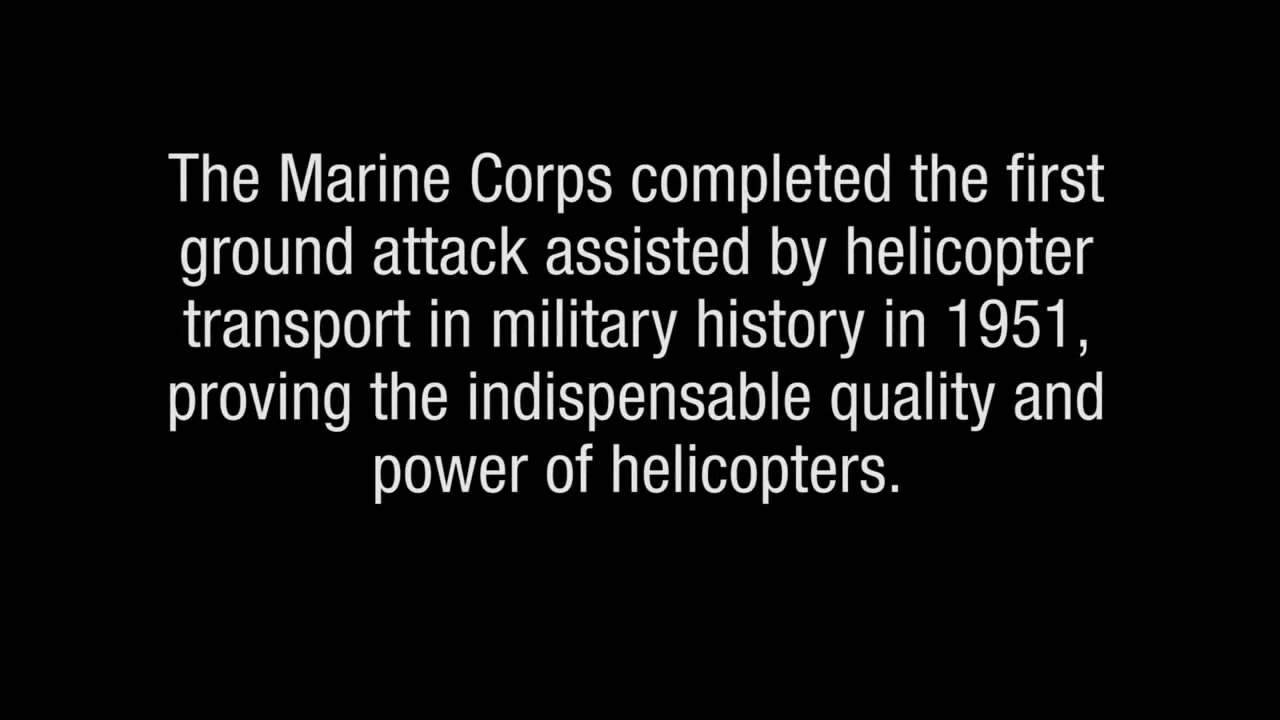 The Marine Corps completed the first
ground attack assisted by helicopter
transport in military history in 1951,
proving the indispensable quality and
power of helicopters.